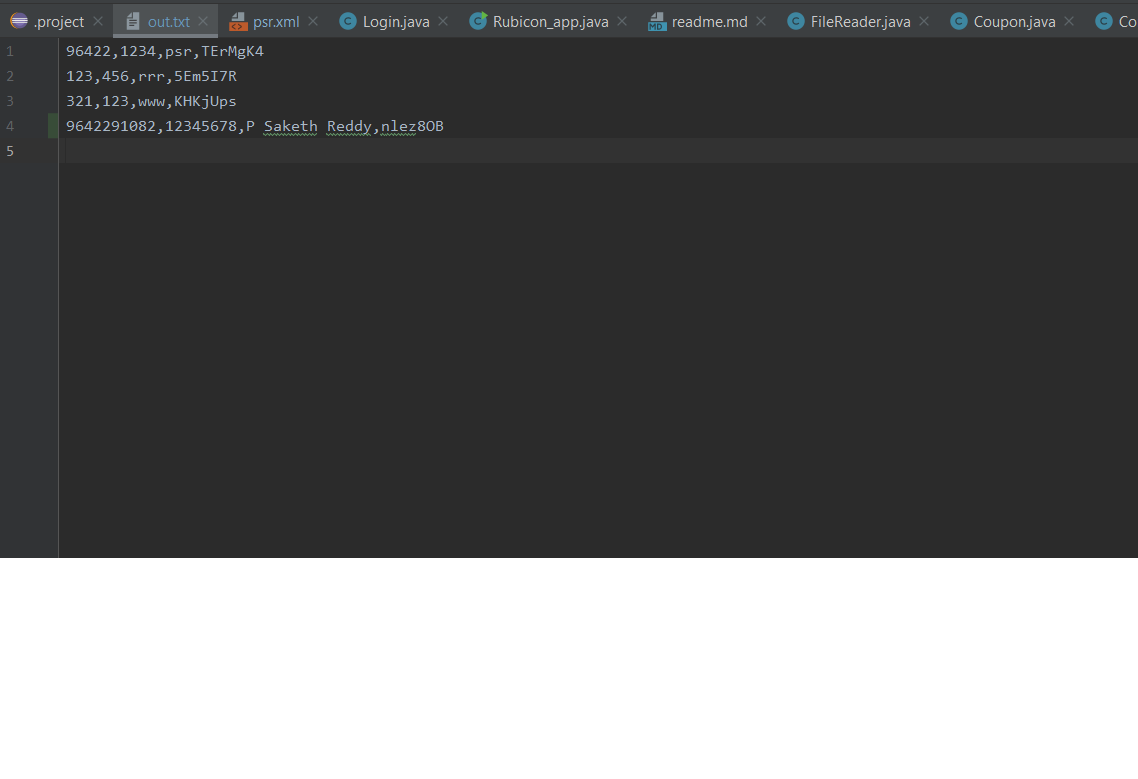 .project out.txt psr.xml Login.java Rubicon_app.java readme.md FileReader.java Coupon.java Co
1 96422,1234,psr,TErMgK4
2 123,456,rrr,5Em5I7R
3 321,123,www,KHKjUps
4 9642291082,12345678,P Saketh Reddy,nlez8OB
5